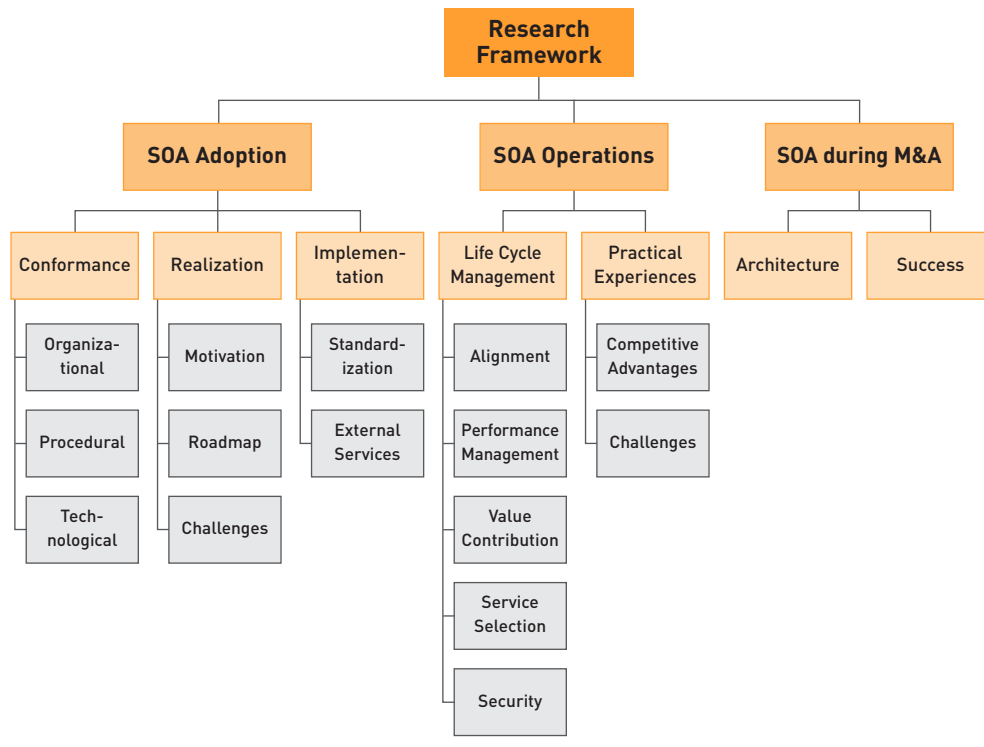 Research
Framework
SOA Adoption
SOA Operations
SOA during M&A
Conformance
Realization
Implemen-
tation
Life Cycle
Management
Practical
Experiences
Architecture
Success
Organiza-
tional
Motivation
Standard-
ization
Alignment
Competitive
Advantages
Procedural
Roadmap
External
Services
Performance
Management
Challenges
Tech-
nological
Challenges
Value
Contribution
Service
Selection
Security